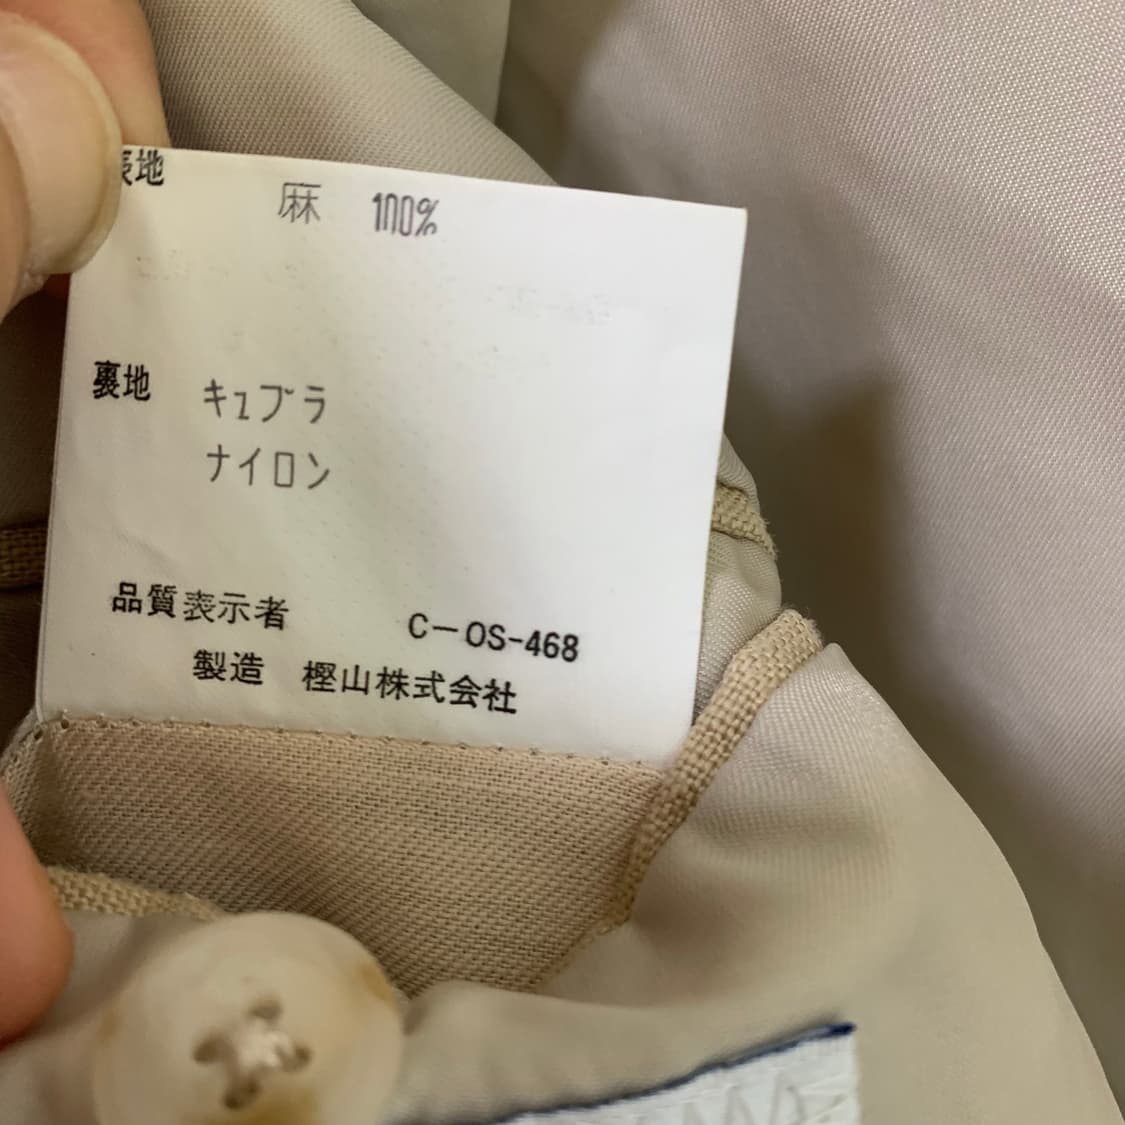 表地
麻 100%
裏地 キュプラ
ナイロン
品質表示者 C-OS-468
製造 樫山株式会社